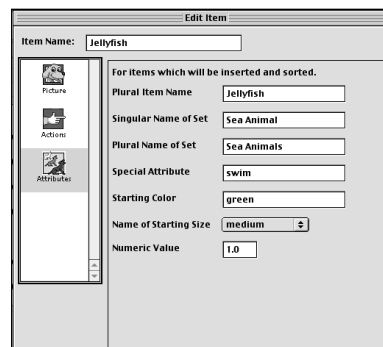 Edit Item
Item Name: Jellyfish
Picture
Actions
Attributes
For items which will be inserted and sorted.
Plural Item Name Jellyfish
Singular Name of Set Sea Animal
Plural Name of Set Sea Animals
Special Attribute swim
Starting Color green
Name of Starting Size medium
Numeric Value 1.0